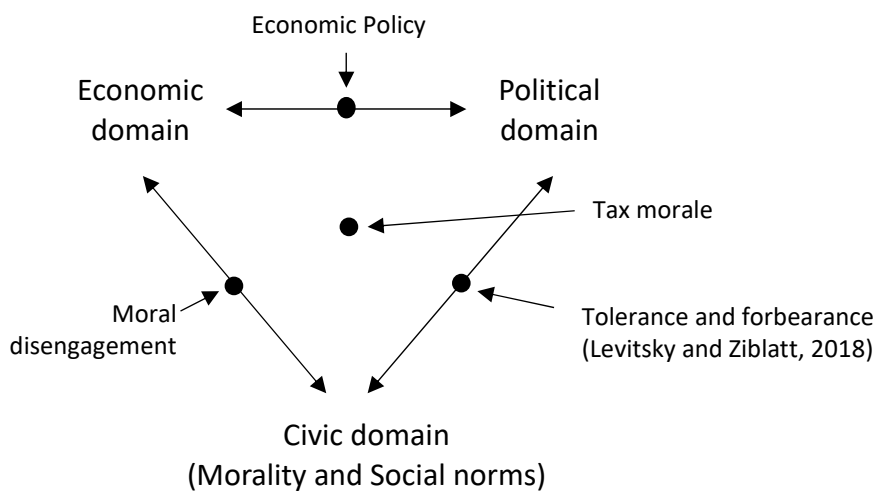 Economic Policy
Economic
domain
Political
domain
Tax morale
Moral
disengagement
Tolerance and forbearance
(Levitsky and Ziblatt, 2018)
Civic domain
(Morality and Social norms)